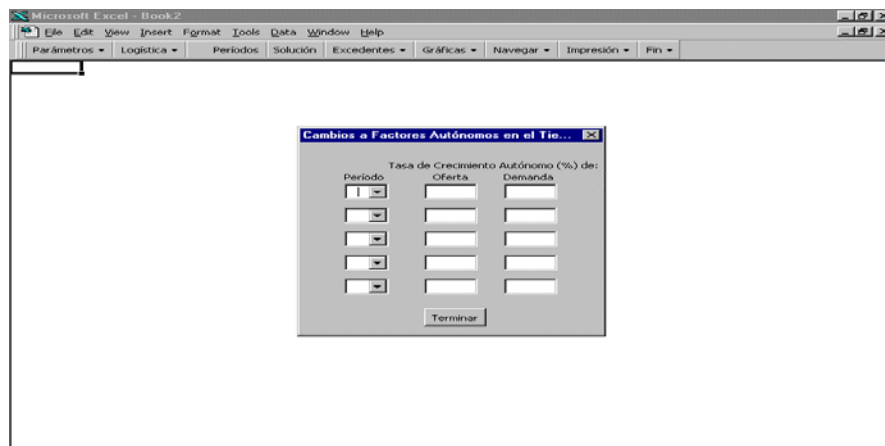 Microsoft Excel - Book2
File Edit View Insert Format Tools Data Window Help
Parámetros Logística Períodos Solución Excedentes Gráficas Navegar Impresión Fin
Cambios a Factores Autónomos en el Tie...
Tasa de Crecimiento Autónomo (%) de:
Período Oferta Demanda
Terminar